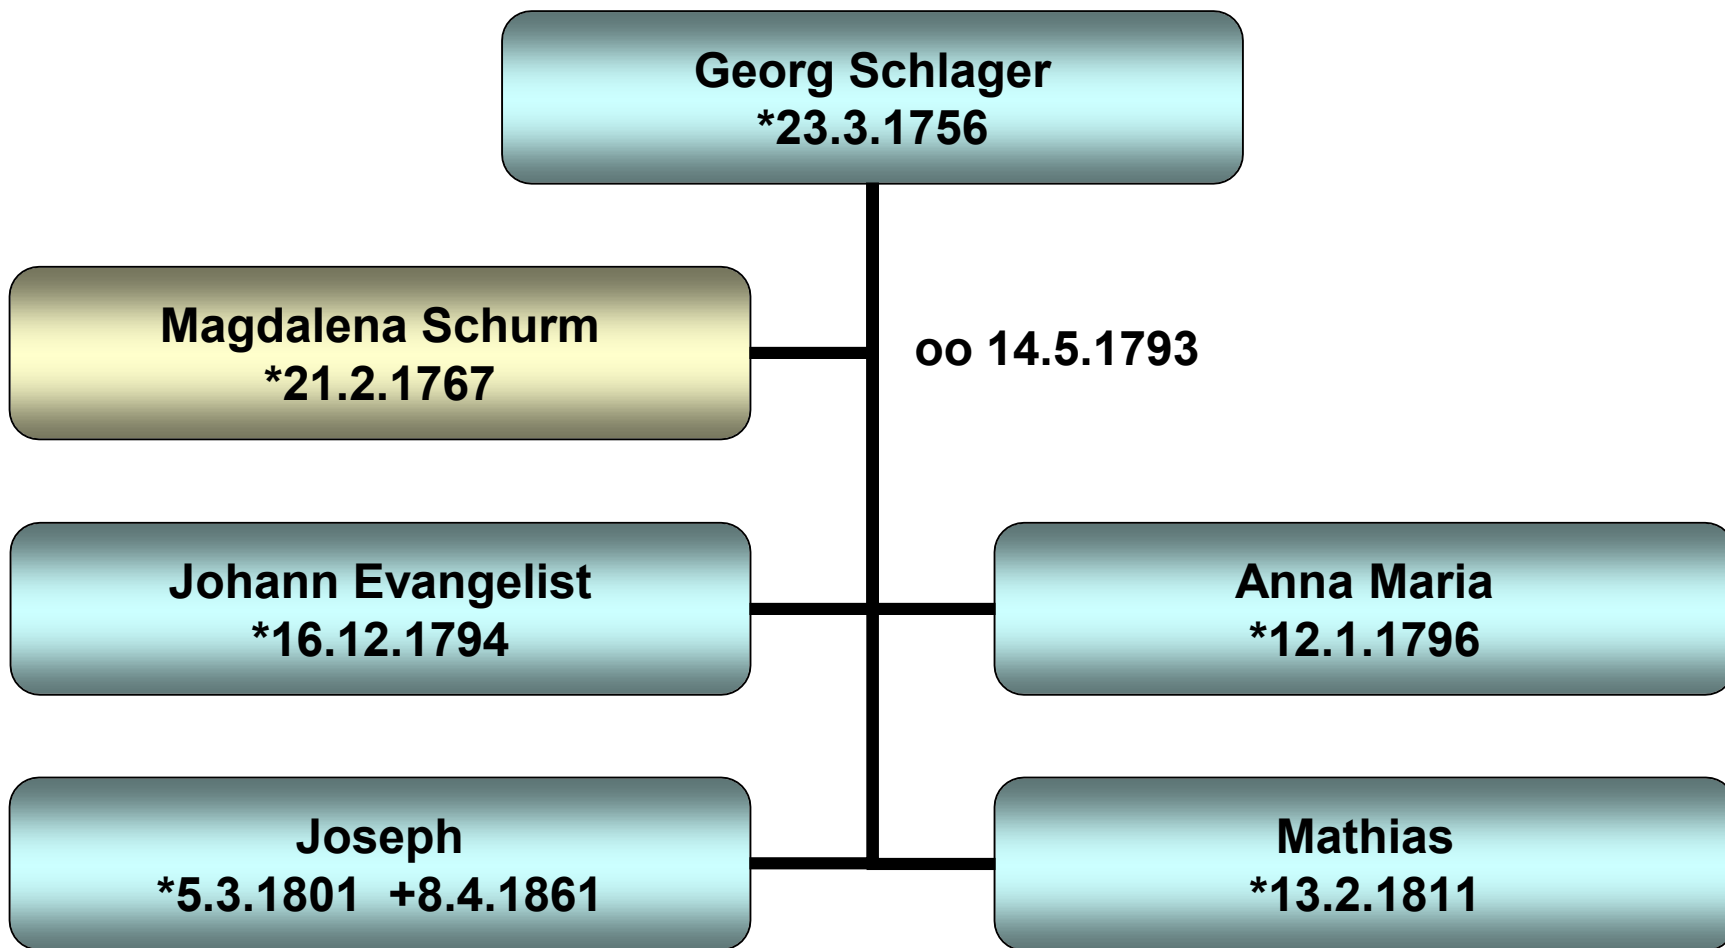 Georg Schlager
*23.3.1756
Magdalena Schurm
*21.2.1767
oo 14.5.1793
Johann Evangelist
*16.12.1794
Anna Maria
*12.1.1796
Joseph
*5.3.1801 +8.4.1861
Mathias
*13.2.1811